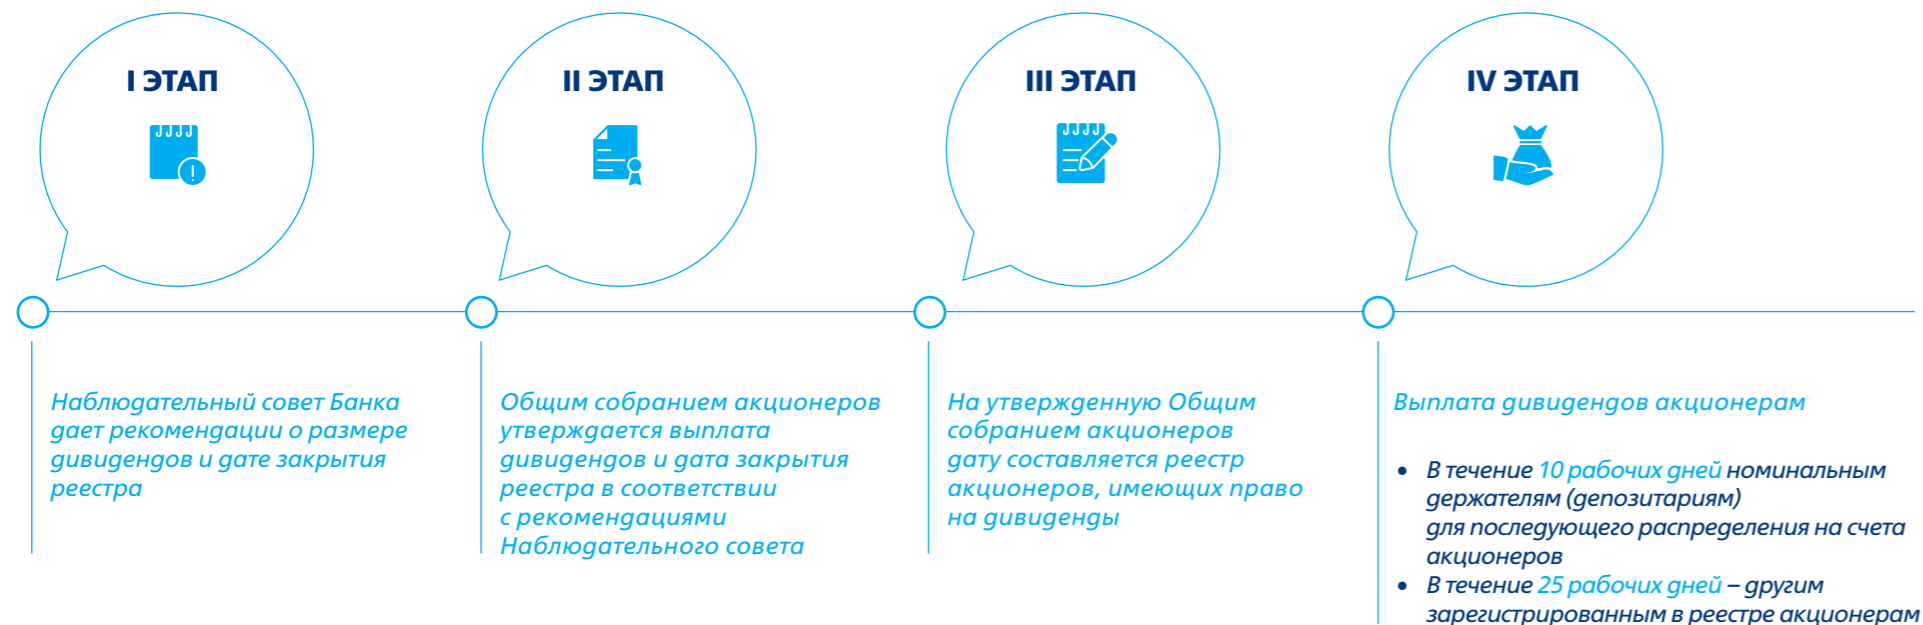 I ЭТАП
Наблюдательный совет Банка
дает рекомендации о размере
дивидендов и дате закрытия
реестра
II ЭТАП
Общим собранием акционеров
утверждается выплата
дивидендов и дата закрытия
реестра в соответствии
с рекомендациями
Наблюдательного совета
III ЭТАП
На утвержденную Общим
собранием акционеров
дату составляется реестр
акционеров, имеющих право
на дивиденды
IV ЭТАП
Выплата дивидендов акционерам
• В течение 10 рабочих дней номинальным
держателям (депозитариям)
для последующего распределения на счета
акционеров
• В течение 25 рабочих дней – другим
зарегистрированным в реестре акционерам